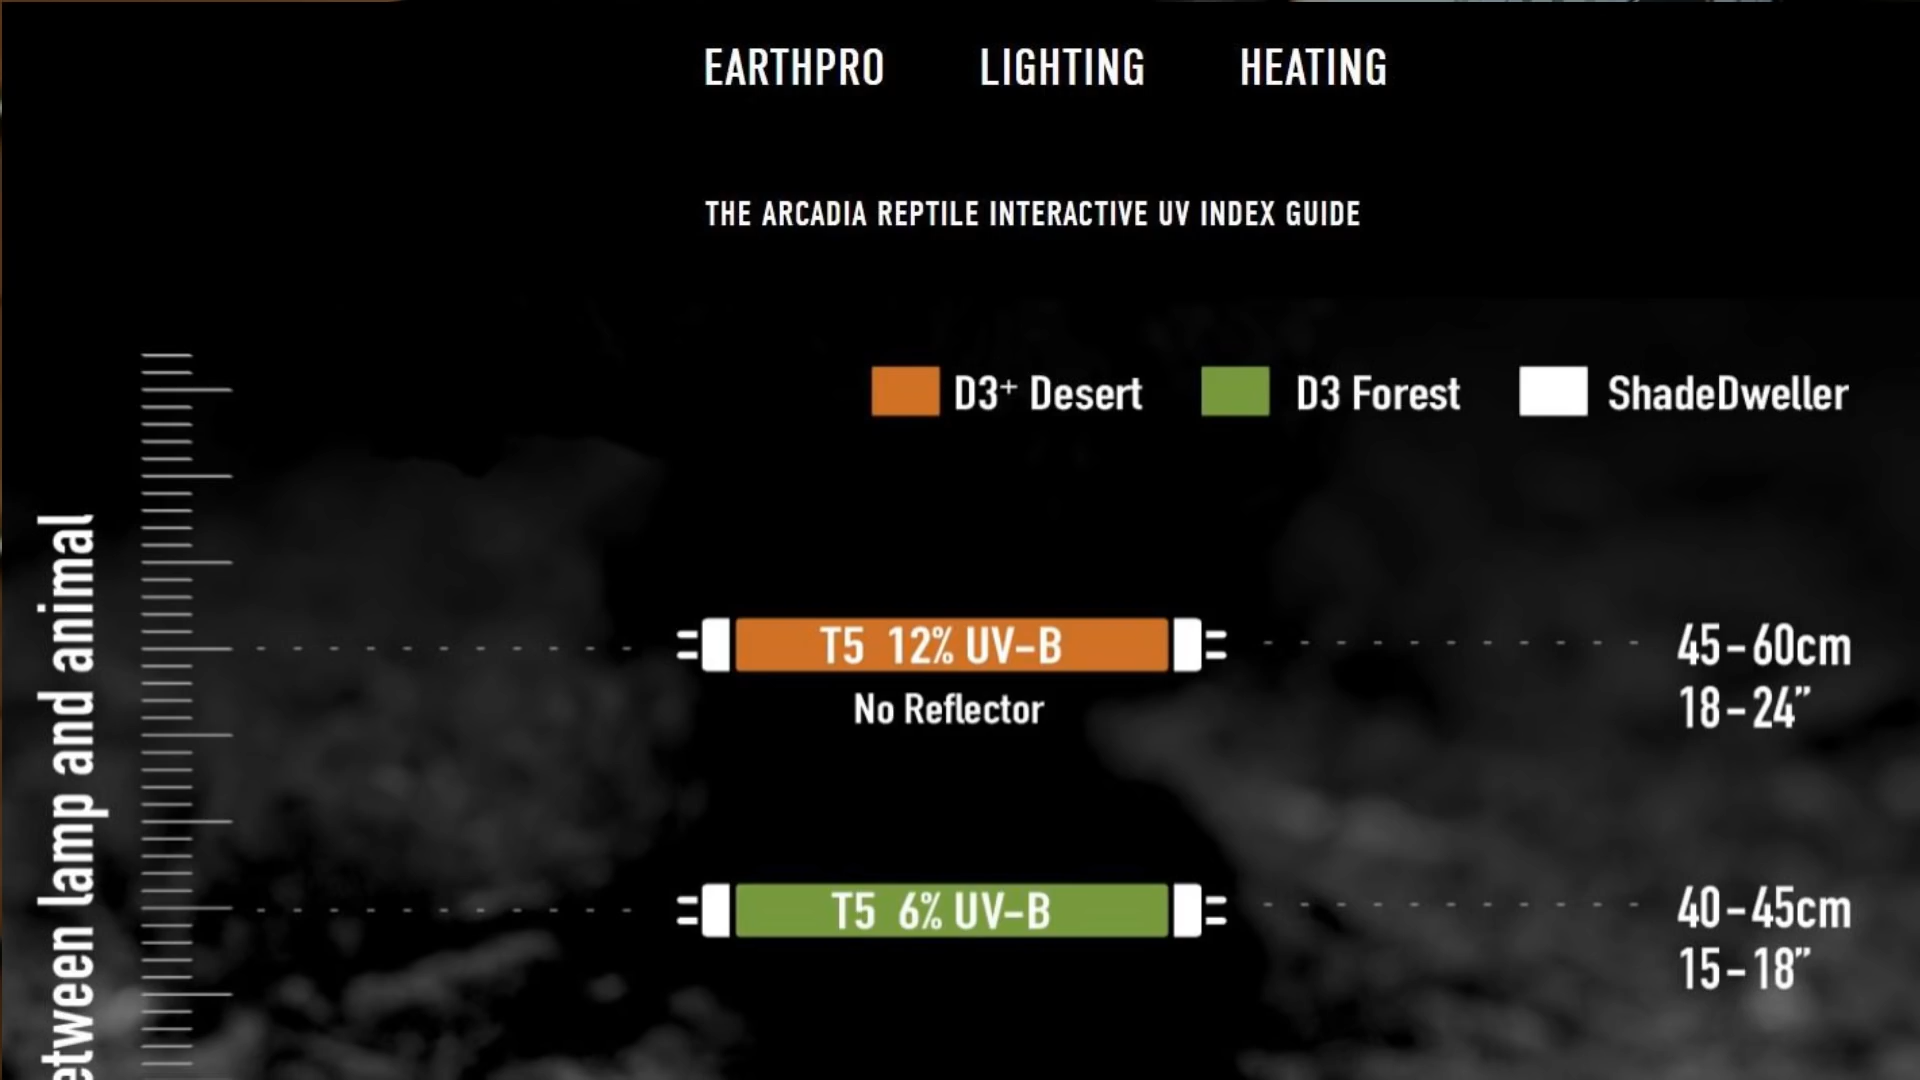 EARTHPRO LIGHTING HEATING
THE ARCADIA REPTILE INTERACTIVE UV INDEX GUIDE
D3+ Desert D3 Forest ShadeDweller
T5 12% UV-B
No Reflector
45-60cm
18-24”
T5 6% UV-B
40-45cm
15-18”
etween lamp and animal